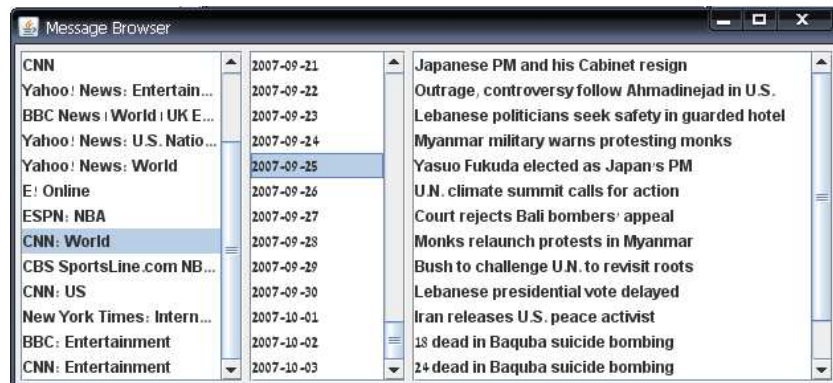 Message Browser
CNN
Yahoo! News: Entertain...
BBC News | World | UK E...
Yahoo! News: U.S. Natio...
Yahoo! News: World
E! Online
ESPN: NBA
CNN: World
CBS SportsLine.com NB...
CNN: US
New York Times: Intern...
BBC: Entertainment
CNN: Entertainment
2007-09-21
2007-09-22
2007-09-23
2007-09-24
2007-09-25
2007-09-26
2007-09-27
2007-09-28
2007-09-29
2007-09-30
2007-10-01
2007-10-02
2007-10-03
Japanese PM and his Cabinet resign
Outrage, controversy follow Ahmadinejad in U.S.
Lebanese politicians seek safety in guarded hotel
Myanmar military warns protesting monks
Yasuo Fukuda elected as Japan's PM
U.N. climate summit calls for action
Court rejects Bali bombers' appeal
Monks relaunch protests in Myanmar
Bush to challenge U.N. to revisit roots
Lebanese presidential vote delayed
Iran releases U.S. peace activist
18 dead in Baquba suicide bombing
24 dead in Baquba suicide bombing